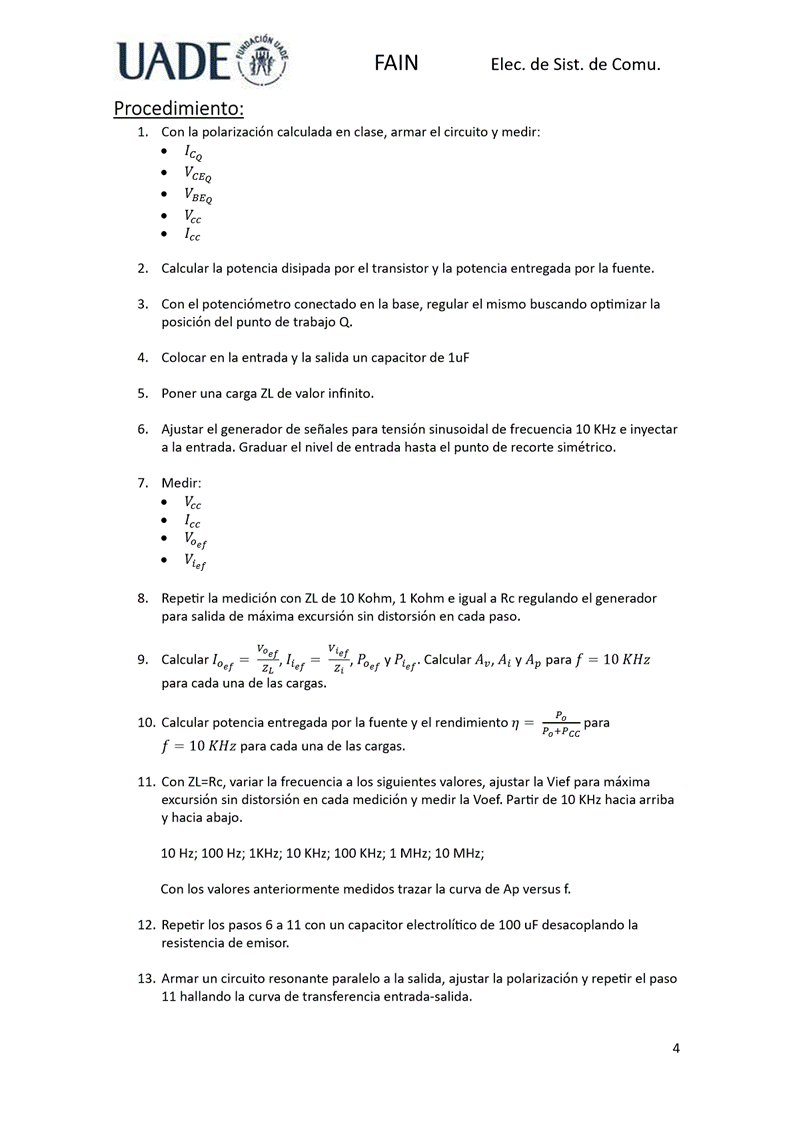 UADE FUNDACIÓN UADE FAIN Elec. de Sist. de Comu.
Procedimiento:
1. Con la polarización calculada en clase, armar el circuito y medir:
• I_{C_Q}
• V_{CE_Q}
• V_{BE_Q}
• V_{cc}
• I_{cc}
2. Calcular la potencia disipada por el transistor y la potencia entregada por la fuente.
3. Con el potenciómetro conectado en la base, regular el mismo buscando optimizar la
posición del punto de trabajo Q.
4. Colocar en la entrada y la salida un capacitor de 1uF
5. Poner una carga ZL de valor infinito.
6. Ajustar el generador de señales para tensión sinusoidal de frecuencia 10 KHz e inyectar
a la entrada. Graduar el nivel de entrada hasta el punto de recorte simétrico.
7. Medir:
• V_{cc}
• I_{cc}
• V_{o_{ef}}
• V_{i_{ef}}
8. Repetir la medición con ZL de 10 Kohm, 1 Kohm e igual a Rc regulando el generador
para salida de máxima excursión sin distorsión en cada paso.
9. Calcular I_{o_{ef}} = V_{o_{ef}}/Z_L, I_{i_{ef}} = V_{i_{ef}}/Z_i, P_{o_{ef}} y P_{i_{ef}}. Calcular A_v, A_i y A_p para f = 10 KHz
para cada una de las cargas.
10. Calcular potencia entregada por la fuente y el rendimiento η = P_o/(P_o+P_{CC}) para
f = 10 KHz para cada una de las cargas.
11. Con ZL=Rc, variar la frecuencia a los siguientes valores, ajustar la Vief para máxima
excursión sin distorsión en cada medición y medir la Voef. Partir de 10 KHz hacia arriba
y hacia abajo.
10 Hz; 100 Hz; 1KHz; 10 KHz; 100 KHz; 1 MHz; 10 MHz;
Con los valores anteriormente medidos trazar la curva de Ap versus f.
12. Repetir los pasos 6 a 11 con un capacitor electrolítico de 100 uF desacoplando la
resistencia de emisor.
13. Armar un circuito resonante paralelo a la salida, ajustar la polarización y repetir el paso
11 hallando la curva de transferencia entrada-salida.
4